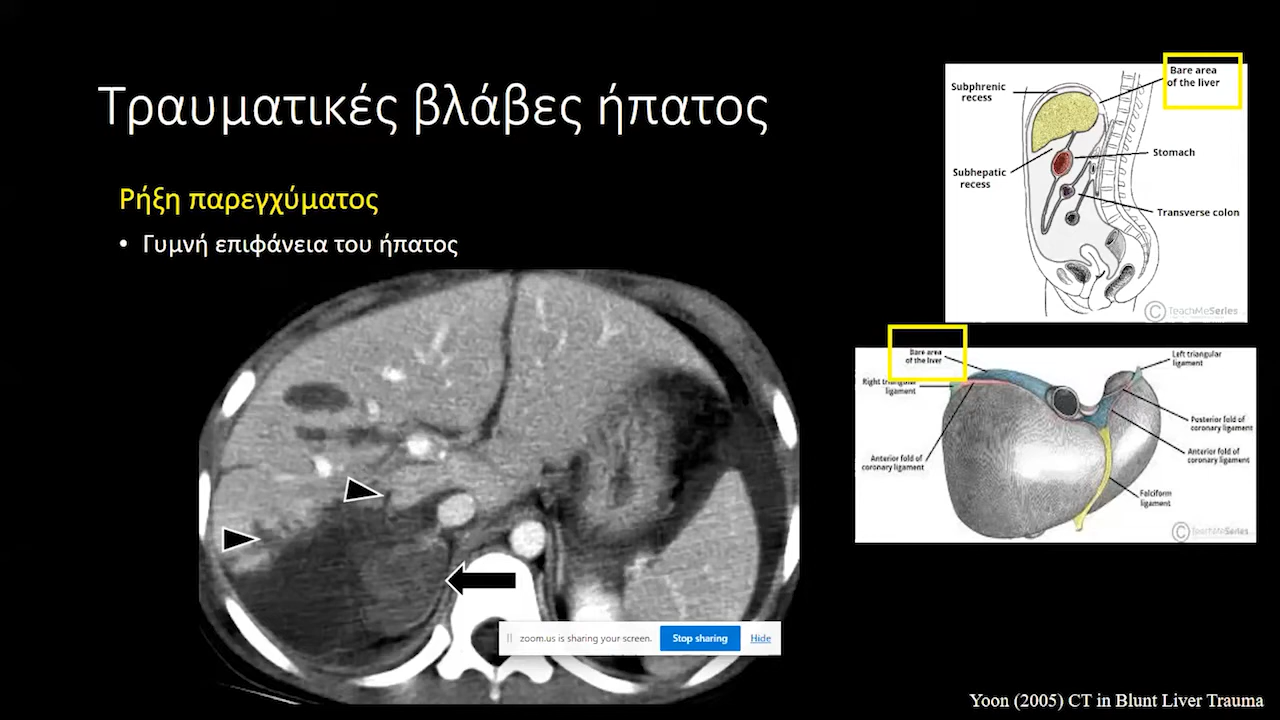 Τραυματικές βλάβες ήπατος
Ρήξη παρεγχύματος
• Γυμνή επιφάνεια του ήπατος
Bare area
of the liver
Subphrenic
recess
Stomach
Subhepatic
recess
Transverse colon
TeachMeSeries
Bare area
of the liver
Left triangular
ligament
Right triangular
ligament
Posterior fold of
coronary ligament
Anterior fold of
coronary ligament
Anterior fold of
coronary ligament
Falciform
ligament
TeachMeSeries
zoom.us is sharing your screen.
Stop sharing
Hide
Yoon (2005) CT in Blunt Liver Trauma